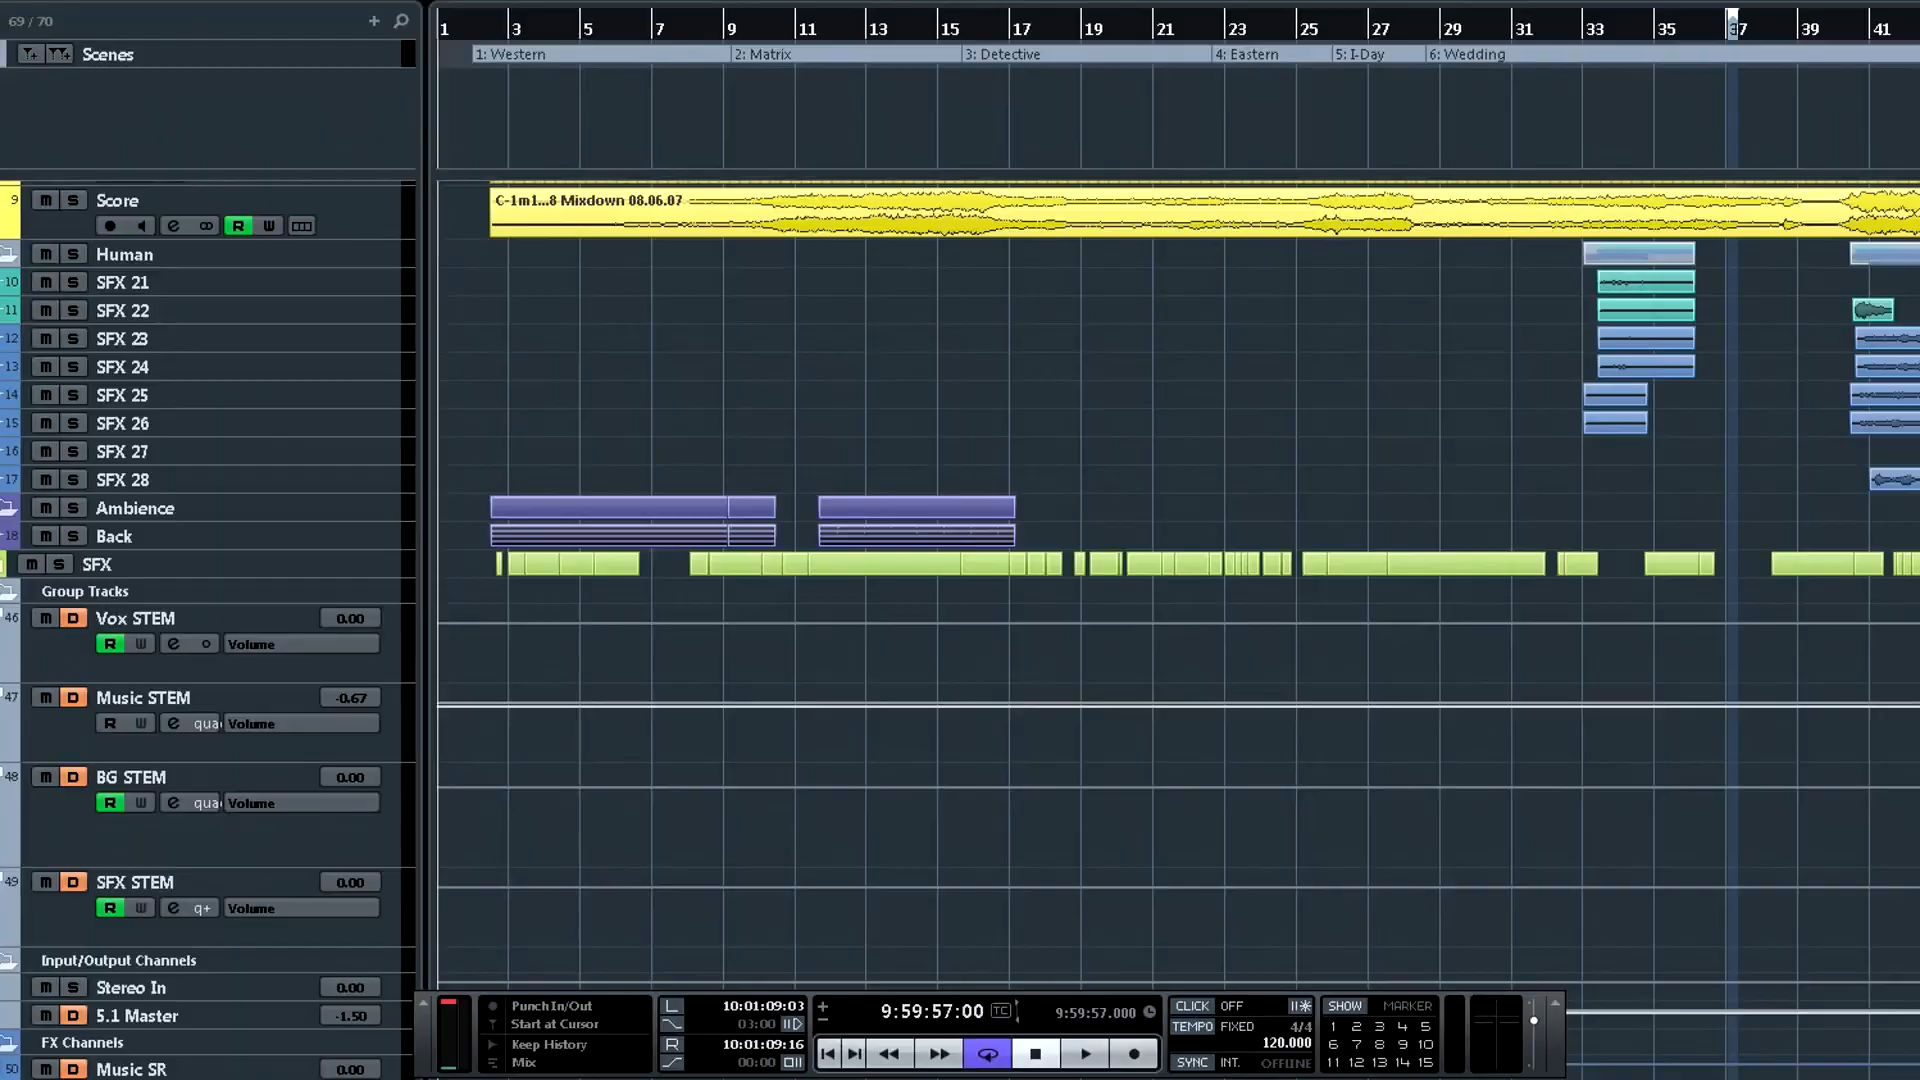 69 / 70
1 3 5 7 9 11 13 15 17 19 21 23 25 27 29 31 33 35 37 39 41
Scenes
1: Western 2: Matrix 3: Detective 4: Eastern 5: I-Day 6: Wedding
9 m S Score
C-1m1...8 Mixdown 08.06.07
e R W
m S Human
10 m S SFX 21
11 m S SFX 22
12 m S SFX 23
13 m S SFX 24
14 m S SFX 25
15 m S SFX 26
16 m S SFX 27
17 m S SFX 28
m S Ambience
18 m S Back
m S SFX
Group Tracks
46 m D Vox STEM 0.00
R W e Volume
47 m D Music STEM -0.67
R W e qua Volume
48 m D BG STEM 0.00
R W e qua Volume
49 m D SFX STEM 0.00
R W e q+ Volume
Input/Output Channels
m S Stereo In 0.00
m D 5.1 Master -1.50
FX Channels
50 m D Music SR 0.00
Punch In/Out
Start at Cursor
Keep History
Mix
L 10:01:09:03
03:00
R 10:01:09:16
00:00
9:59:57:00 TC 9:59:57.000
CLICK OFF
TEMPO FIXED 4/4
120.000
SYNC INT. OFFLINE
SHOW MARKER
1 2 3 4 5
6 7 8 9 10
11 12 13 14 15